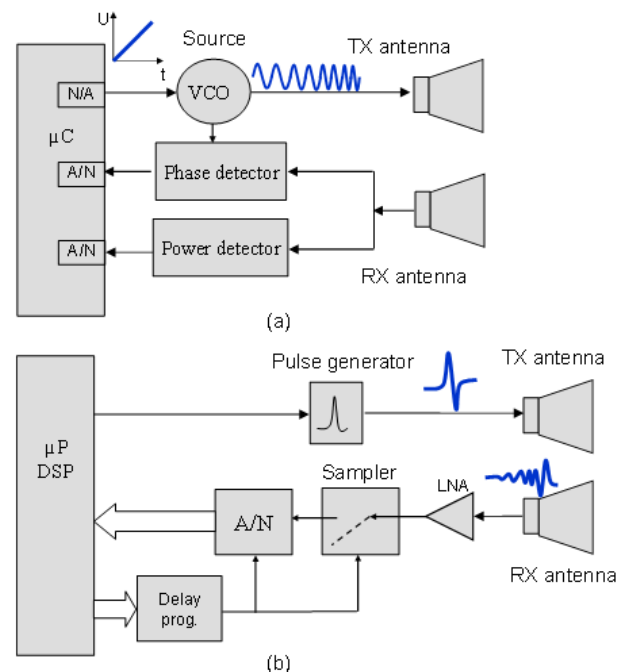 U
t
Source
TX antenna
N/A
VCO
µC
A/N
Phase detector
A/N
Power detector
RX antenna
(a)
Pulse generator
TX antenna
µP
DSP
Sampler
LNA
A/N
RX antenna
Delay
prog.
(b)